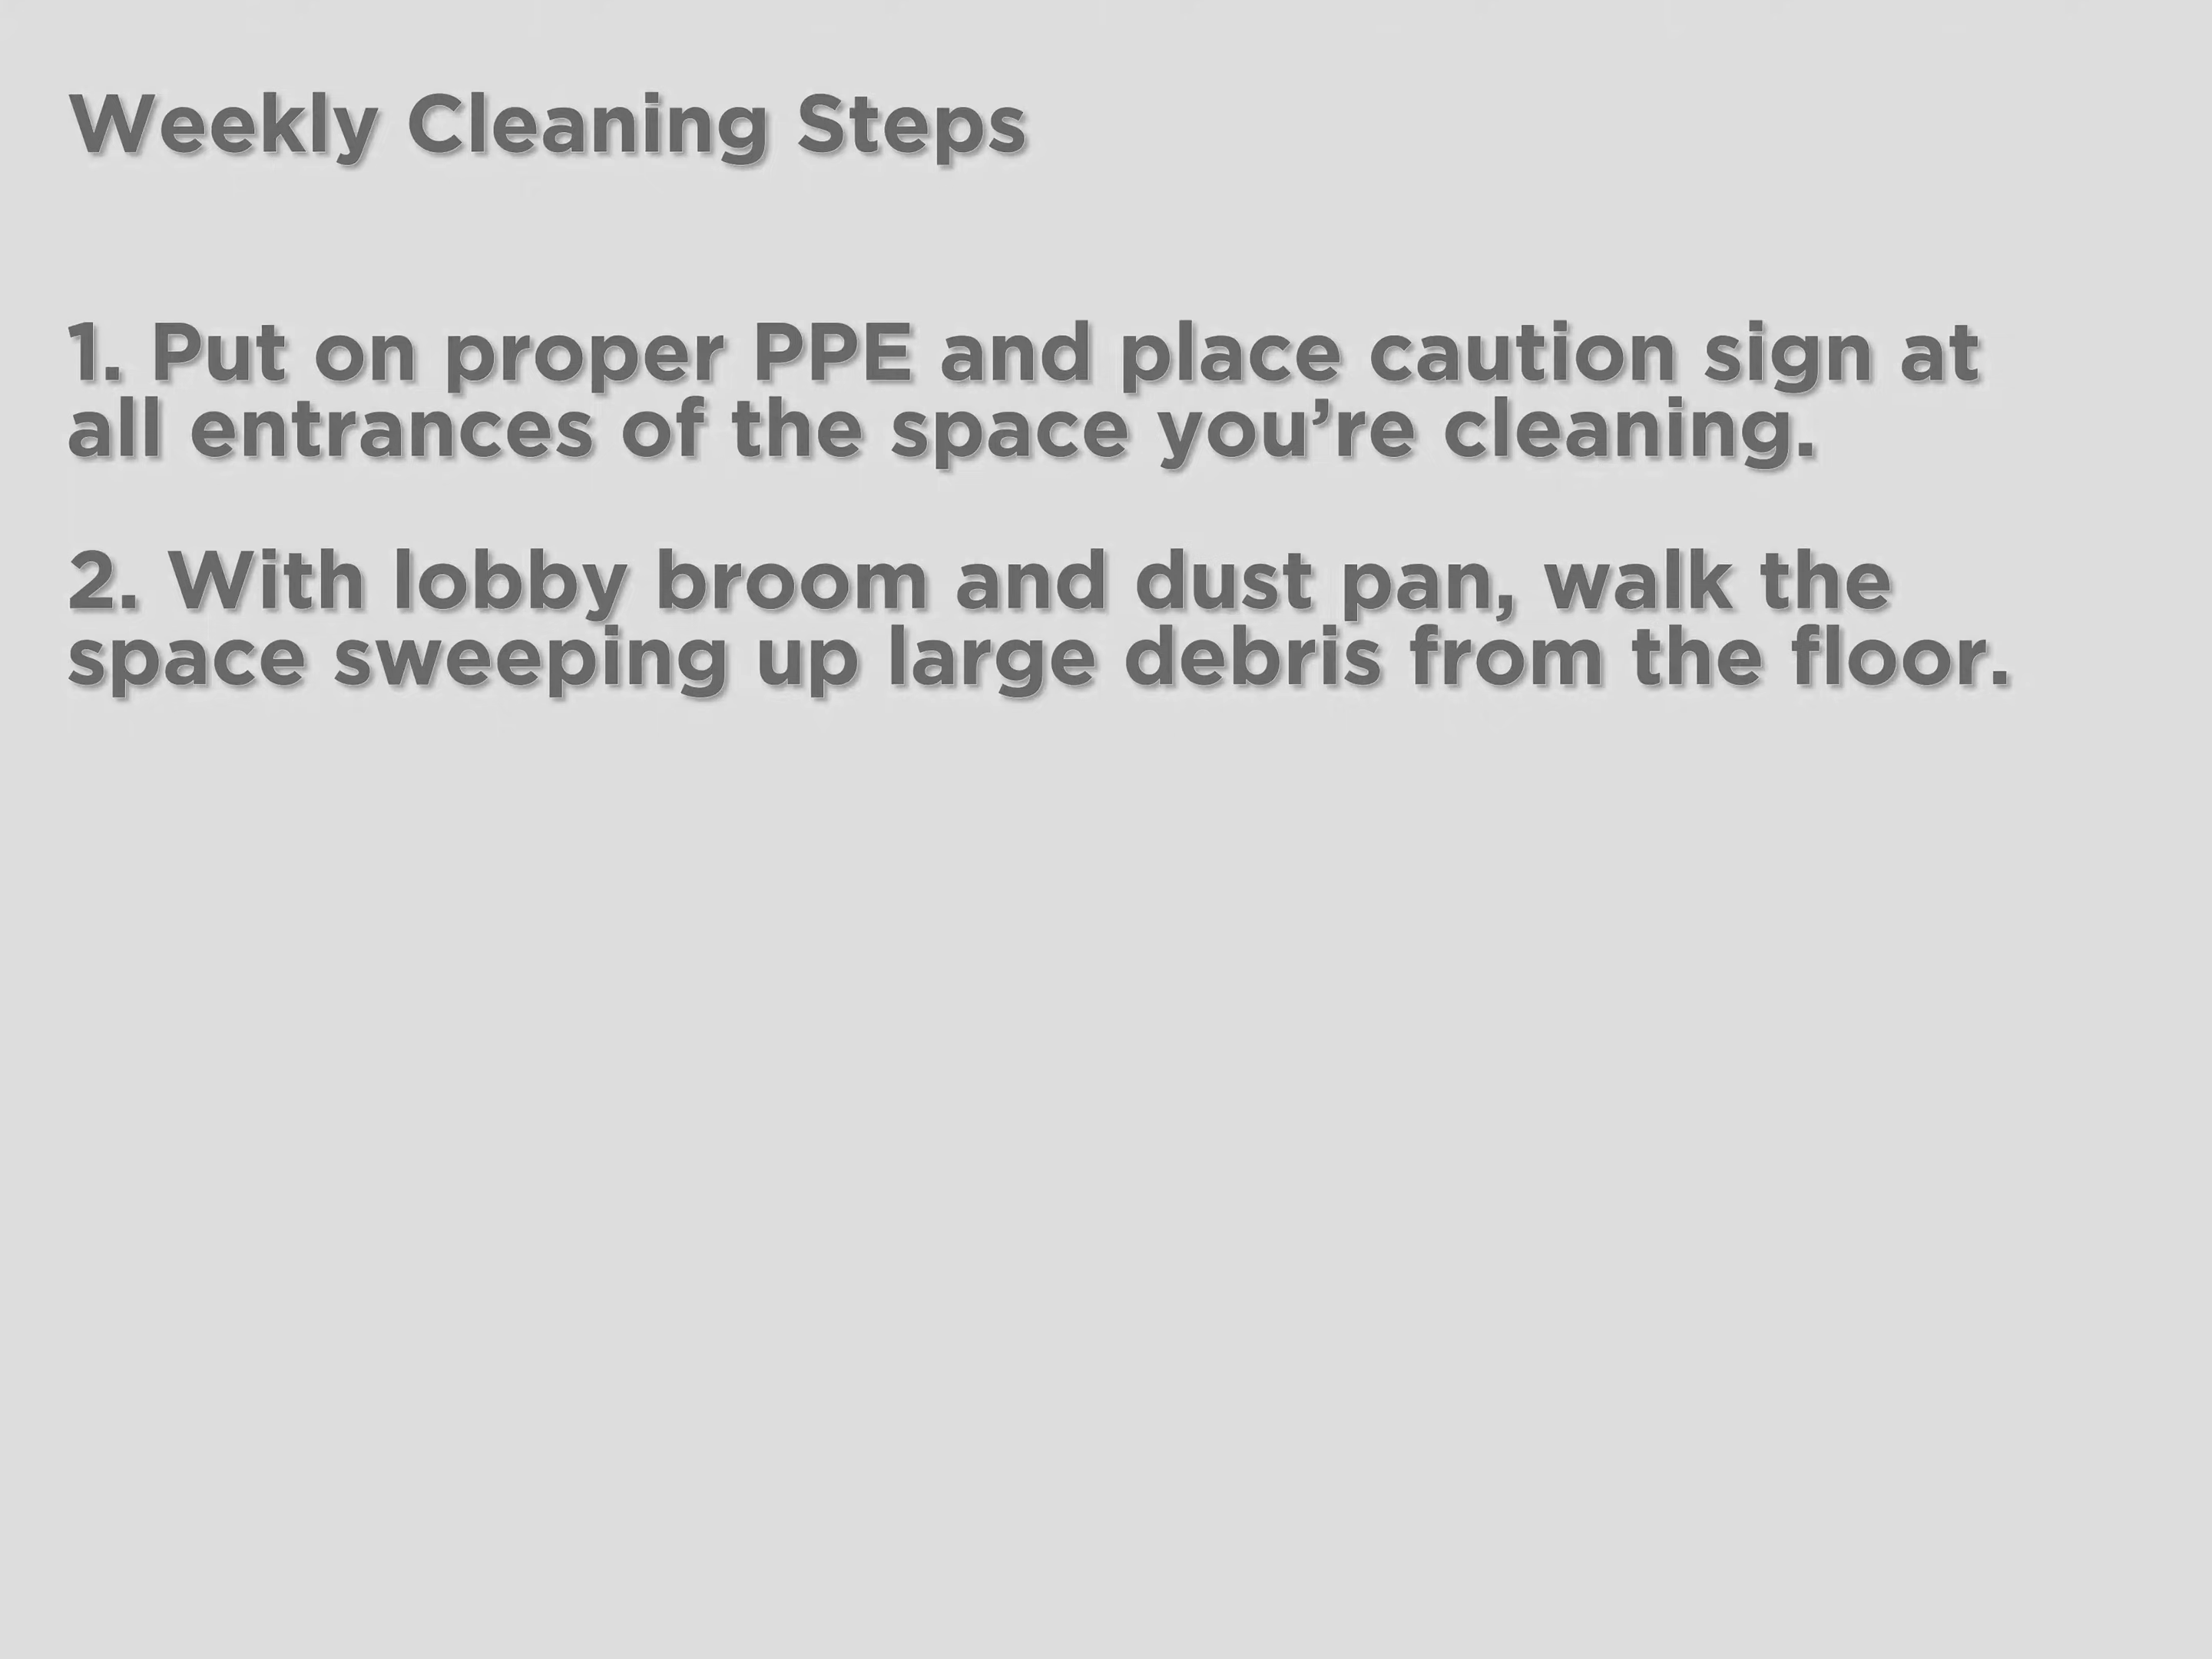 Weekly Cleaning Steps
1. Put on proper PPE and place caution sign at
all entrances of the space you’re cleaning.
2. With lobby broom and dust pan, walk the
space sweeping up large debris from the floor.